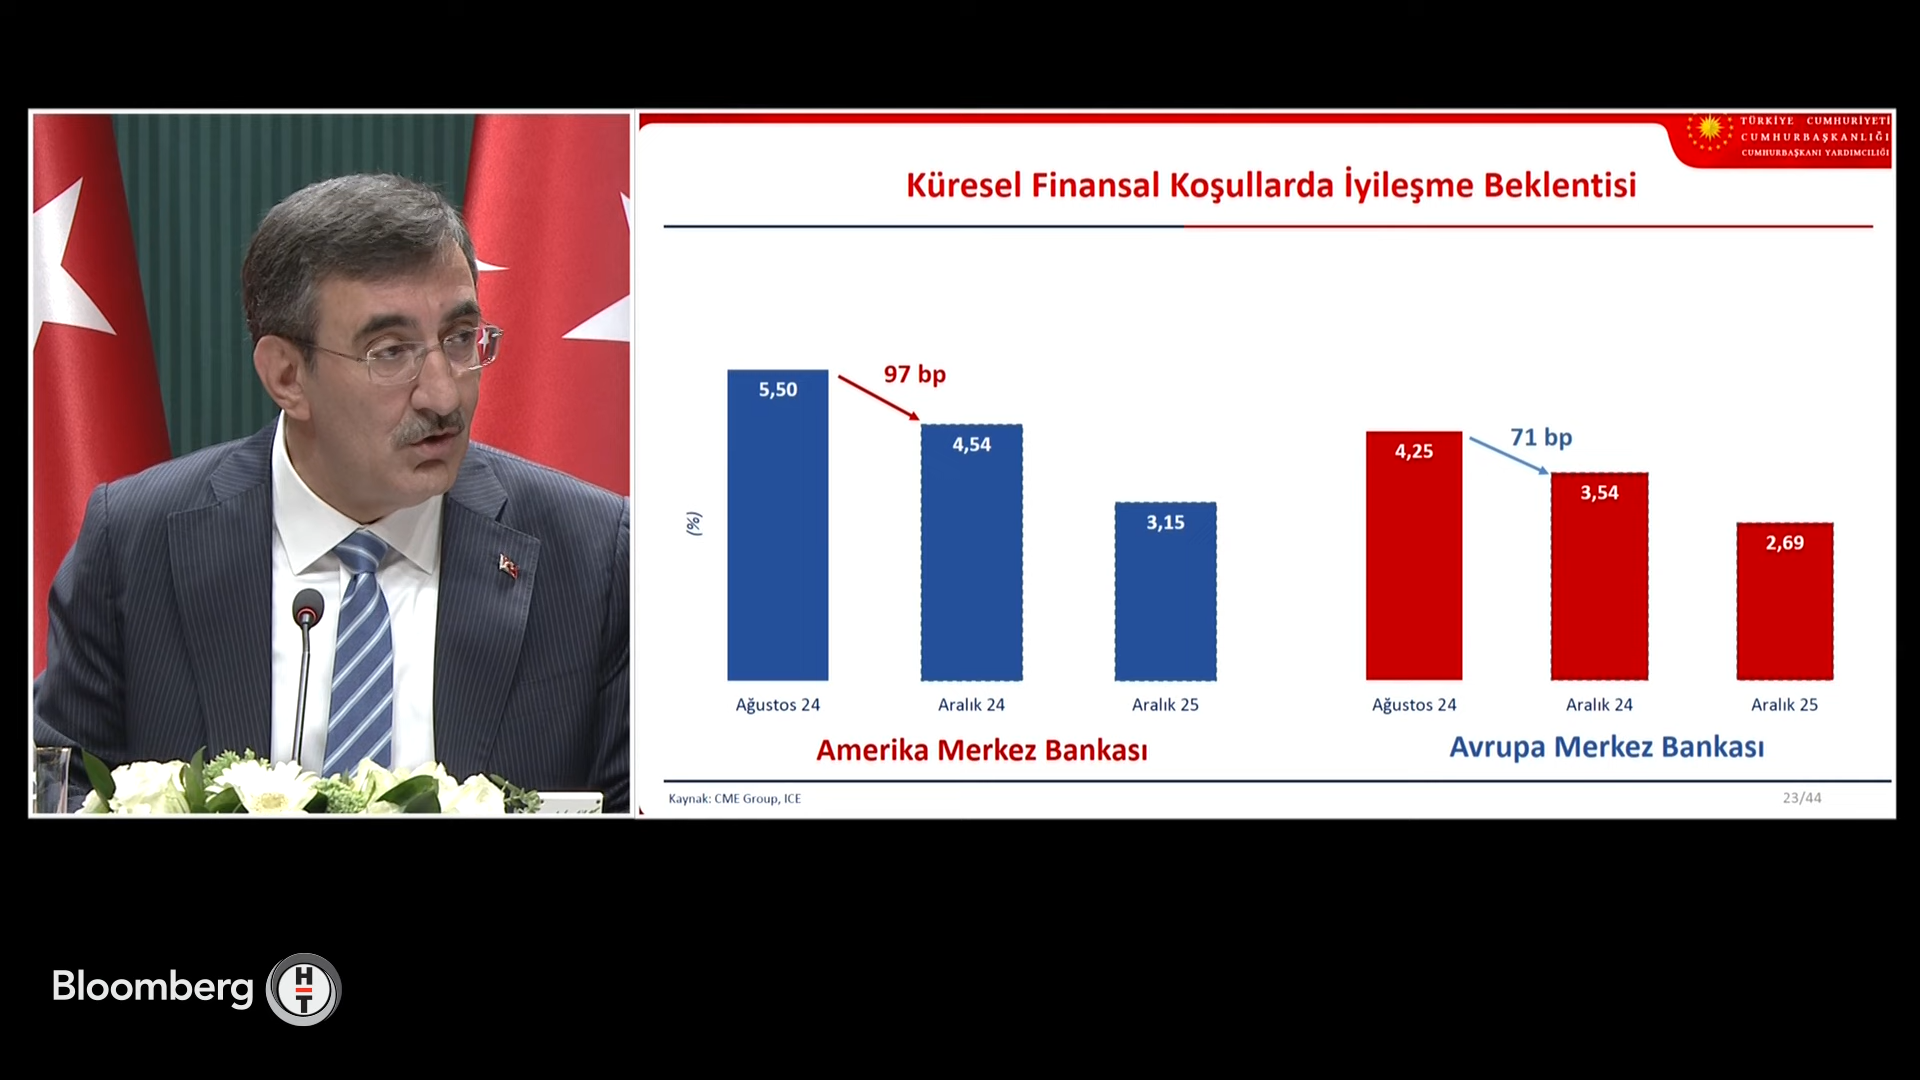 TÜRKİYE CUMHURİYETİ
CUMHURBAŞKANLIĞI
CUMHURBAŞKANI YARDIMCILIĞI
Küresel Finansal Koşullarda İyileşme Beklentisi
(%)
5,50
97 bp
4,54
3,15
4,25
71 bp
3,54
2,69
Ağustos 24
Aralık 24
Aralık 25
Ağustos 24
Aralık 24
Aralık 25
Amerika Merkez Bankası
Avrupa Merkez Bankası
Kaynak: CME Group, ICE
23/44
Bloomberg HT